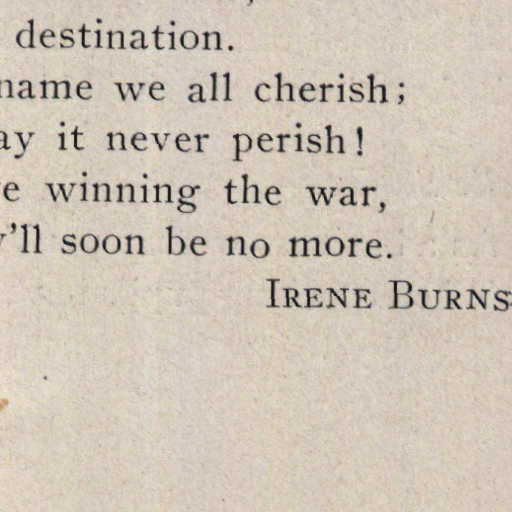 destination.
name we all cherish;
ay it never perish!
e winning the war,
'll soon be no more.
IRENE BURNS